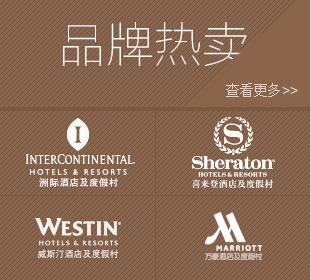 品牌热卖
查看更多>>
INTERCONTINENTAL
HOTELS & RESORTS
洲际酒店及度假村
S
Sheraton
HOTELS & RESORTS
喜来登酒店及度假村
WESTIN
HOTELS & RESORTS
威斯汀酒店及度假村
MARRIOTT
万豪酒店及度假村